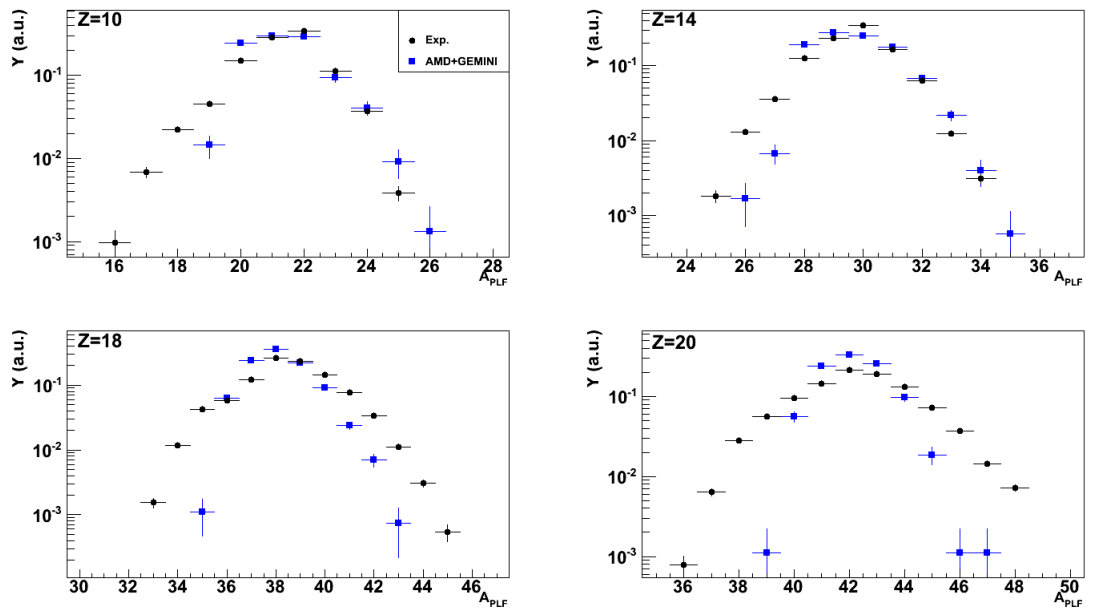 Z=10
Y (a.u.)
Exp.
AMD+GEMINI
10⁻¹
10⁻²
10⁻³
16 18 20 22 24 26 28
A_PLF
Z=14
Y (a.u.)
10⁻¹
10⁻²
10⁻³
24 26 28 30 32 34 36
A_PLF
Z=18
Y (a.u.)
10⁻¹
10⁻²
10⁻³
30 32 34 36 38 40 42 44 46
A_PLF
Z=20
Y (a.u.)
10⁻¹
10⁻²
10⁻³
36 38 40 42 44 46 48 50
A_PLF